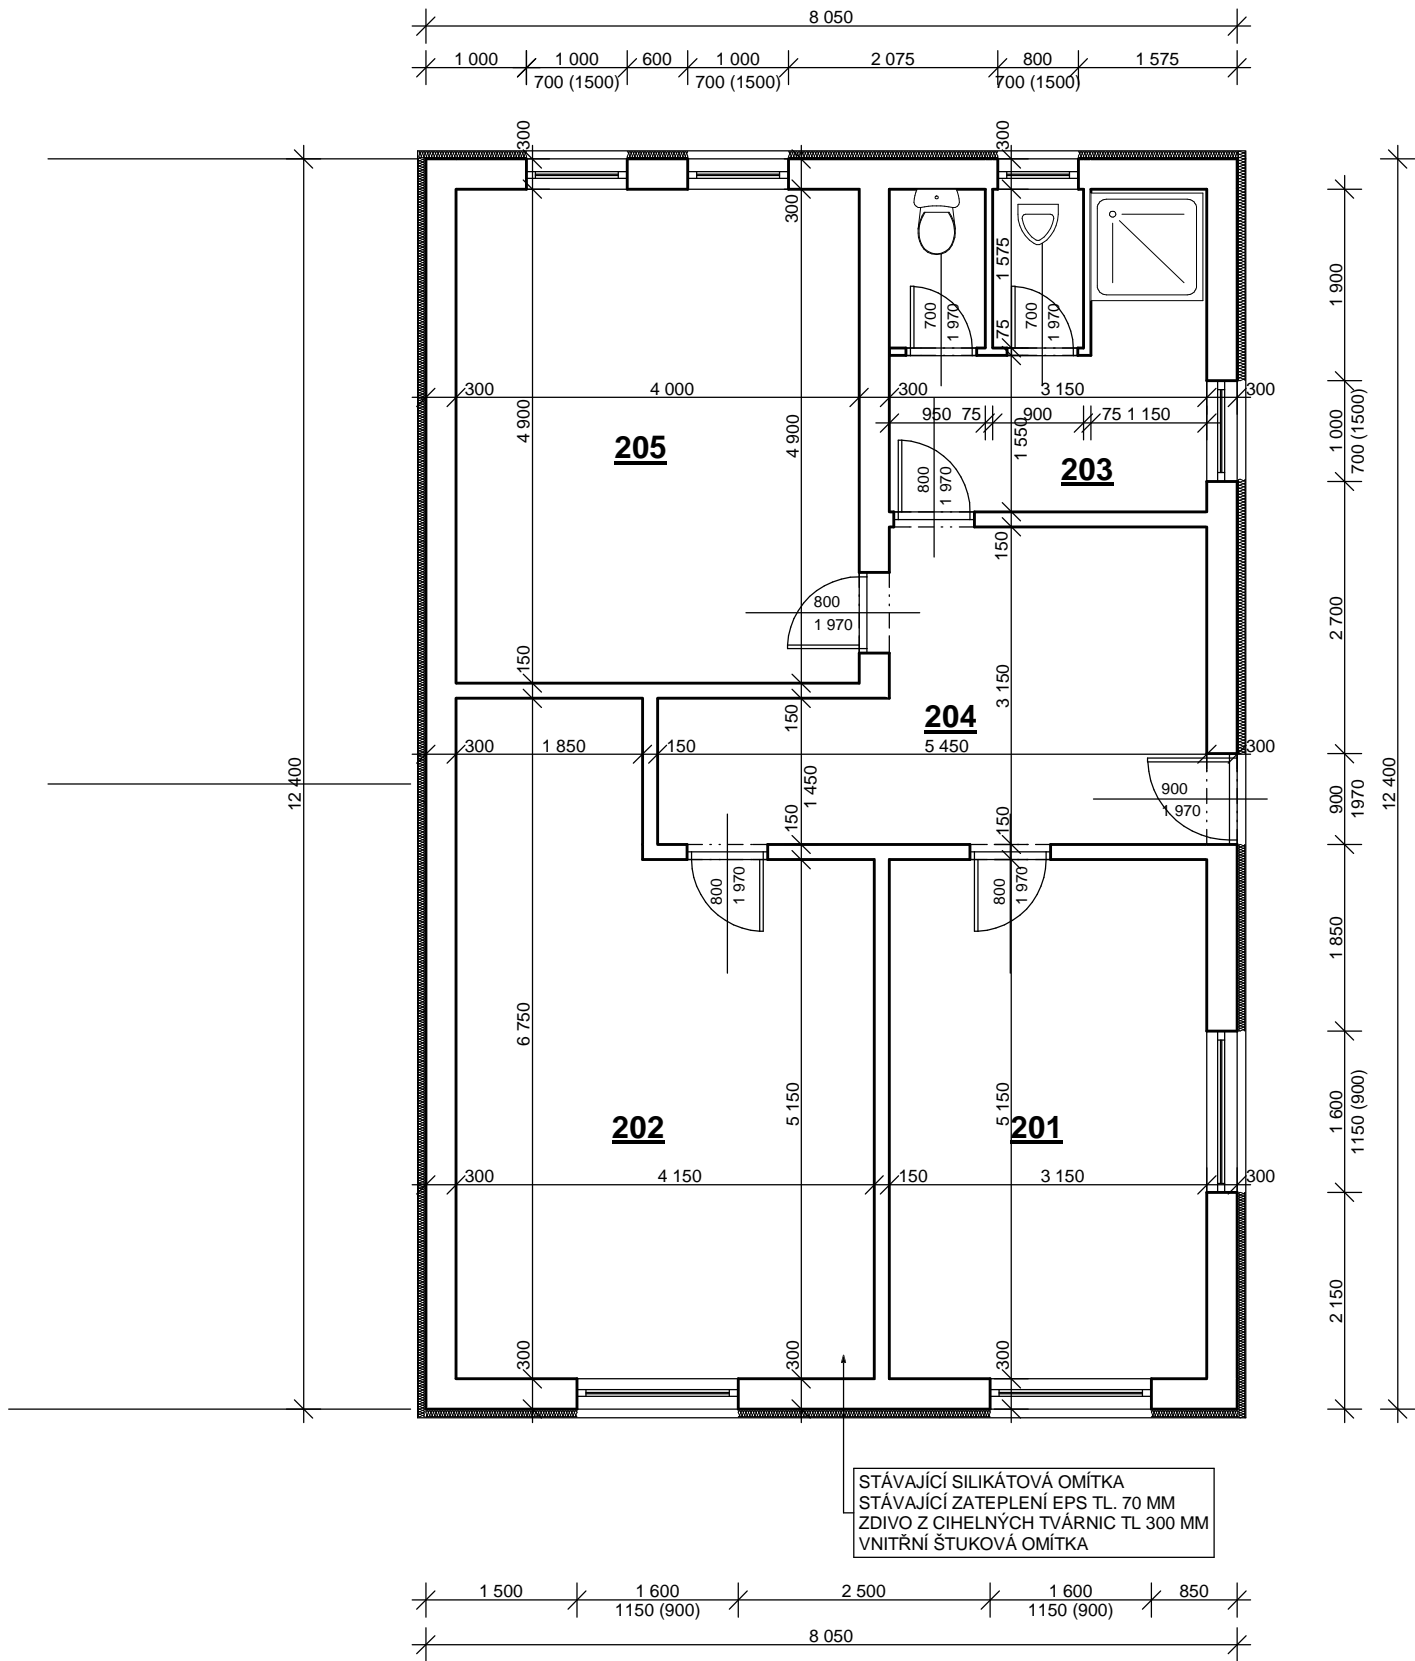 8 050
1 000 1 000 600 1 000 2 075 800 1 575
700 (1500) 700 (1500) 700 (1500)
300 300
300
1 575
1 900
700 1 970 700 1 970
75
300 4 000 300 3 150 300
4 900 4 900
950 75 900 75 1 150
1 550
1 000
700 (1500)
205
203
800 1 970
150
800
1 970
2 700
150
3 150
150
204
300 1 850 150 5 450 300
12 400
1 450
900
1 970
900
1970
12 400
150 150
800 1 970 800 1 970
1 850
6 750
5 150 5 150
1 600
1150 (900)
202 201
300 4 150 150 3 150 300
2 150
300 300 300
STÁVAJÍCÍ SILIKÁTOVÁ OMÍTKA
STÁVAJÍCÍ ZATEPLENÍ EPS TL. 70 MM
ZDIVO Z CIHELNÝCH TVÁRNIC TL 300 MM
VNITŘNÍ ŠTUKOVÁ OMÍTKA
1 500 1 600 2 500 1 600 850
1150 (900) 1150 (900)
8 050